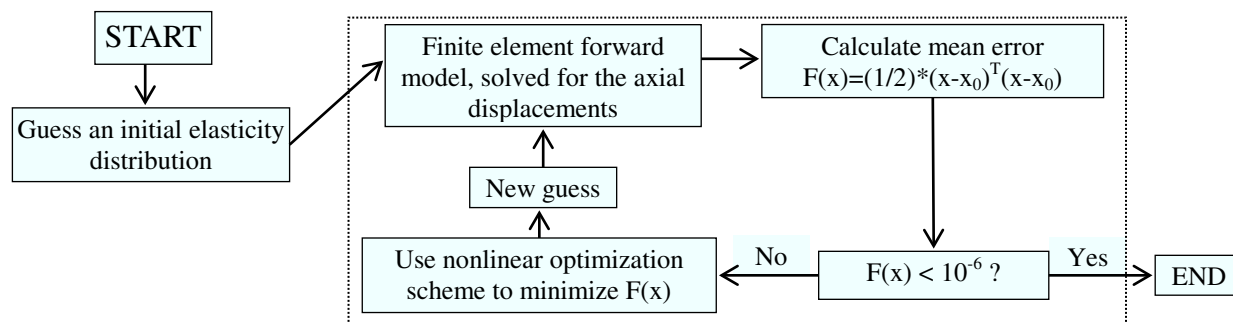 START
Guess an initial elasticity
distribution
Finite element forward
model, solved for the axial
displacements
Calculate mean error
F(x)=(1/2)*(x-x₀)ᵀ(x-x₀)
New guess
Use nonlinear optimization
scheme to minimize F(x)
No
F(x) < 10⁻⁶ ?
Yes
END